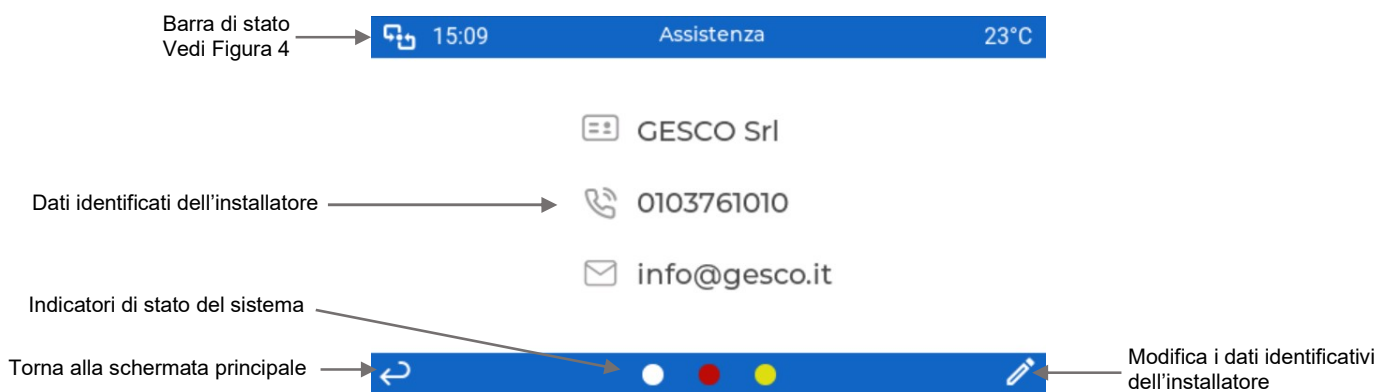 Barra di stato
Vedi Figura 4
15:09 Assistenza 23°C
GESCO Srl
Dati identificati dell'installatore
0103761010
info@gesco.it
Indicatori di stato del sistema
Torna alla schermata principale
Modifica i dati identificativi
dell'installatore